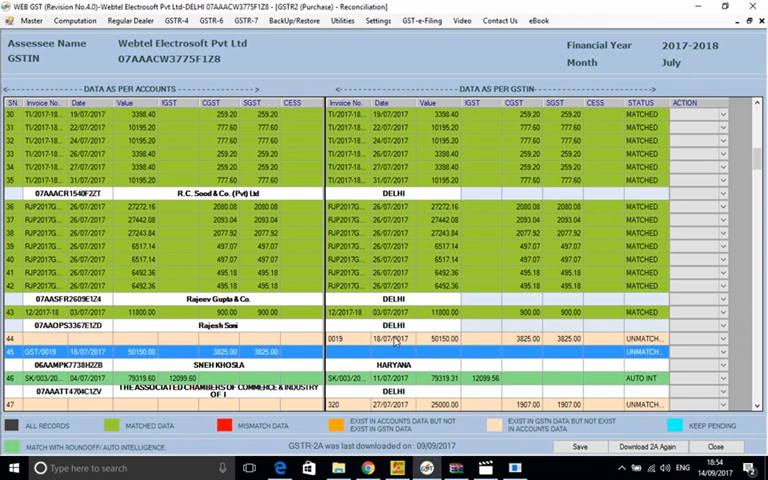 WEB GST (Revision No.4.0)-Webtel Electrosoft Pvt Ltd-DELHI 07AAACW3775F1Z8 - [GSTR2 (Purchase) - Reconciliation]
Master Computation Regular Dealer GSTR-4 GSTR-6 GSTR-7 BackUp/Restore Utilities Settings GST-e-Filing Video Contact Us eBook
Assessee Name Webtel Electrosoft Pvt Ltd Financial Year 2017-2018
GSTIN 07AAACW3775F1Z8 Month July
DATA AS PER ACCOUNTS DATA AS PER GSTIN
SN. Invoice No. Date Value IGST CGST SGST CESS Invoice No. Date Value IGST CGST SGST CESS STATUS ACTION
30 TI/2017-18... 19/07/2017 3398.40 259.20 259.20 TI/2017-18... 19/07/2017 3398.40 259.20 259.20 MATCHED
31 TI/2017-18... 22/07/2017 10195.20 777.60 777.60 TI/2017-18... 22/07/2017 10195.20 777.60 777.60 MATCHED
32 TI/2017-18... 24/07/2017 3398.40 259.20 259.20 TI/2017-18... 24/07/2017 3398.40 259.20 259.20 MATCHED
33 TI/2017-18... 27/07/2017 3398.40 259.20 259.20 TI/2017-18... 27/07/2017 3398.40 259.20 259.20 MATCHED
34 TI/2017-18... 27/07/2017 3398.40 259.20 259.20 TI/2017-18... 27/07/2017 3398.40 259.20 259.20 MATCHED
35 TI/2017-18... 31/07/2017 10195.20 777.60 777.60 TI/2017-18... 31/07/2017 10195.20 777.60 777.60 MATCHED
07AAACR1540F2ZT R.C. Sood & Co. (Pvt) Ltd DELHI
36 RJP2017G... 26/07/2017 27272.16 2080.08 2080.08 RJP2017G... 26/07/2017 27272.16 2080.08 2080.08 MATCHED
37 RJP2017G... 26/07/2017 27442.08 2093.04 2093.04 RJP2017G... 26/07/2017 27442.08 2093.04 2093.04 MATCHED
38 RJP2017G... 26/07/2017 27243.84 2077.92 2077.92 RJP2017G... 26/07/2017 27243.84 2077.92 2077.92 MATCHED
39 RJP2017G... 26/07/2017 6517.14 497.07 497.07 RJP2017G... 26/07/2017 6517.14 497.07 497.07 MATCHED
40 RJP2017G... 26/07/2017 6517.14 497.07 497.07 RJP2017G... 26/07/2017 6517.14 497.07 497.07 MATCHED
41 RJP2017G... 26/07/2017 6492.36 495.18 495.18 RJP2017G... 26/07/2017 6492.36 495.18 495.18 MATCHED
42 RJP2017G... 26/07/2017 6492.36 495.18 495.18 RJP2017G... 26/07/2017 6492.36 495.18 495.18 MATCHED
07AASFR2609E1Z4 Rajeev Gupta & Co. DELHI
43 12/2017-18 03/07/2017 11800.00 900.00 900.00 12/2017-18 03/07/2017 11800.00 900.00 900.00 MATCHED
07AAOPS3367E1ZD Rajesh Soni DELHI
44 0019 18/07/2017 50150.00 3825.00 3825.00 UNMATCH...
45 GST/0019 18/07/2017 50150.00 3825.00 3825.00 UNMATCH...
06AAMPK7738H2ZB SNEH KHOSLA HARYANA
46 SK/003/20... 04/07/2017 79319.60 12099.60 SK/003/20... 11/07/2017 79319.31 12099.56 AUTO INT
07AAATT4704C1ZV THE ASSOCIATED CHAMBERS OF COMMERCE & INDUSTRY OF I DELHI
47 320 27/07/2017 25000.00 1907.00 1907.00 UNMATCH...
ALL RECORDS MATCHED DATA MISMATCH DATA EXIST IN ACCOUNTS DATA BUT NOT EXIST IN GSTN DATA EXIST IN GSTN DATA BUT NOT EXIST IN ACCOUNTS DATA KEEP PENDING
MATCH WITH ROUNDOFF/ AUTO INTELLIGENCE GSTR-2A was last downloaded on : 09/09/2017 Save Download 2A Again Close
Type here to search ENG 18:54 14/09/2017